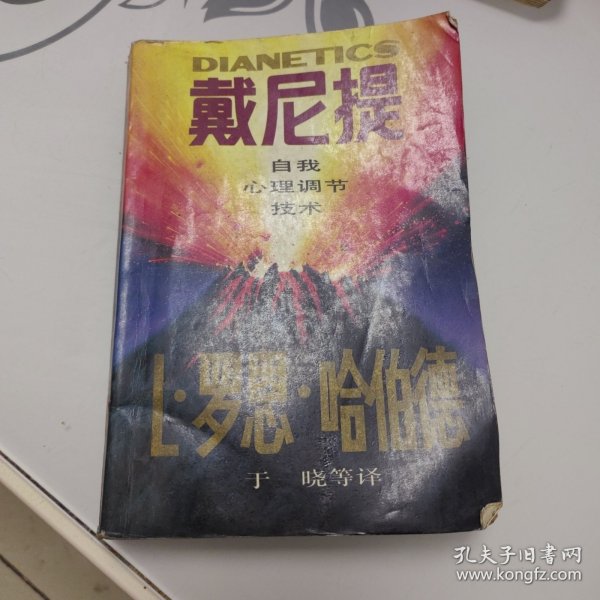 DIANETICS
戴尼提
自我
心理调节
技术
L·罗恩·哈伯德
于 晓等译
孔夫子旧书网
www.kongfz.com